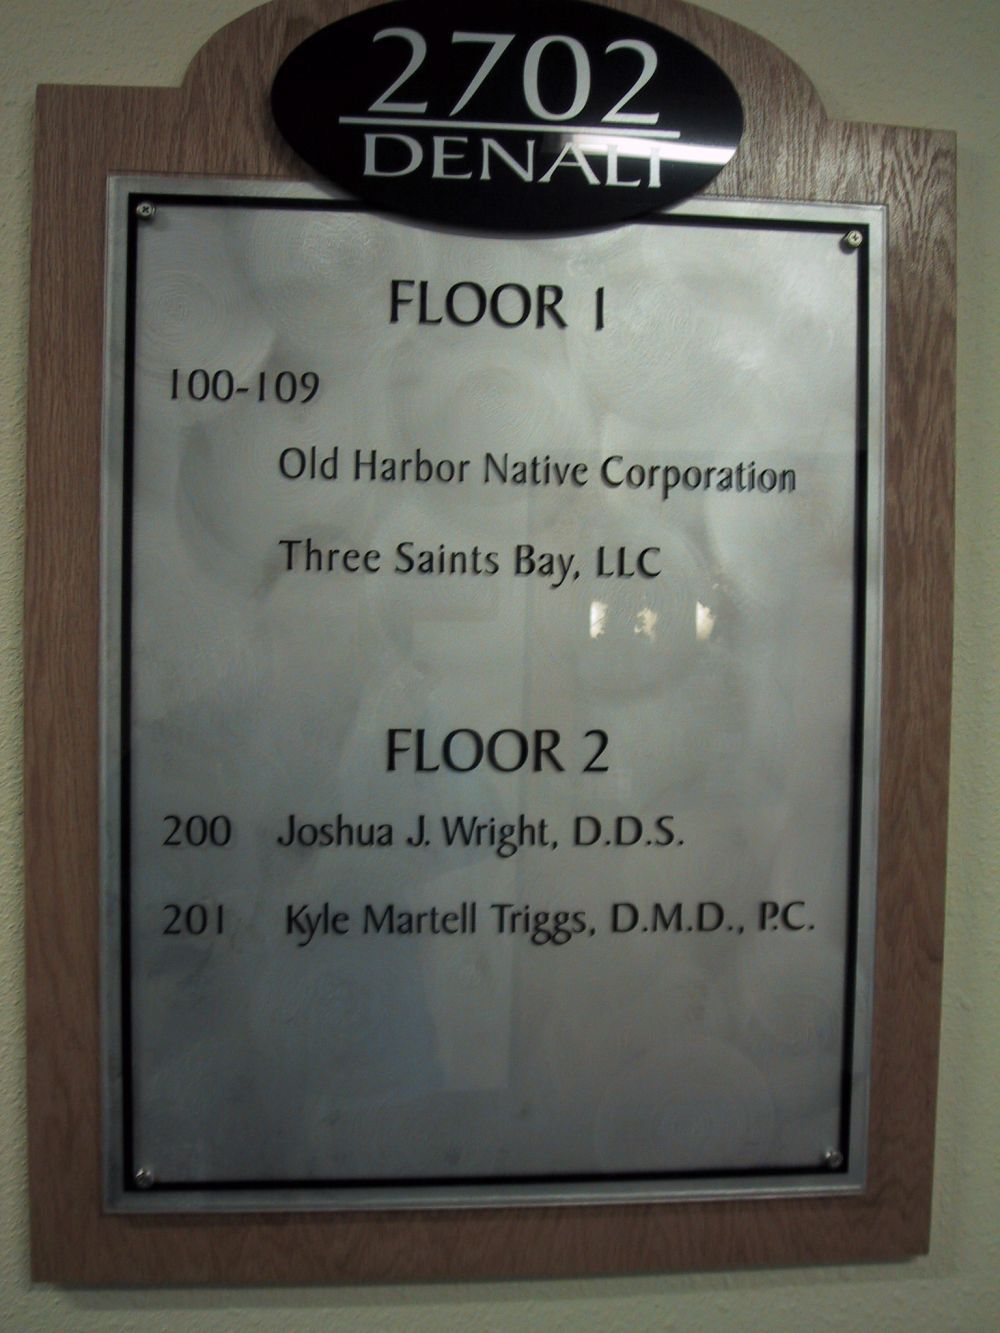 2702
DENALI
FLOOR 1
100-109
Old Harbor Native Corporation
Three Saints Bay, LLC
FLOOR 2
200 Joshua J. Wright, D.D.S.
201 Kyle Martell Triggs, D.M.D., P.C.